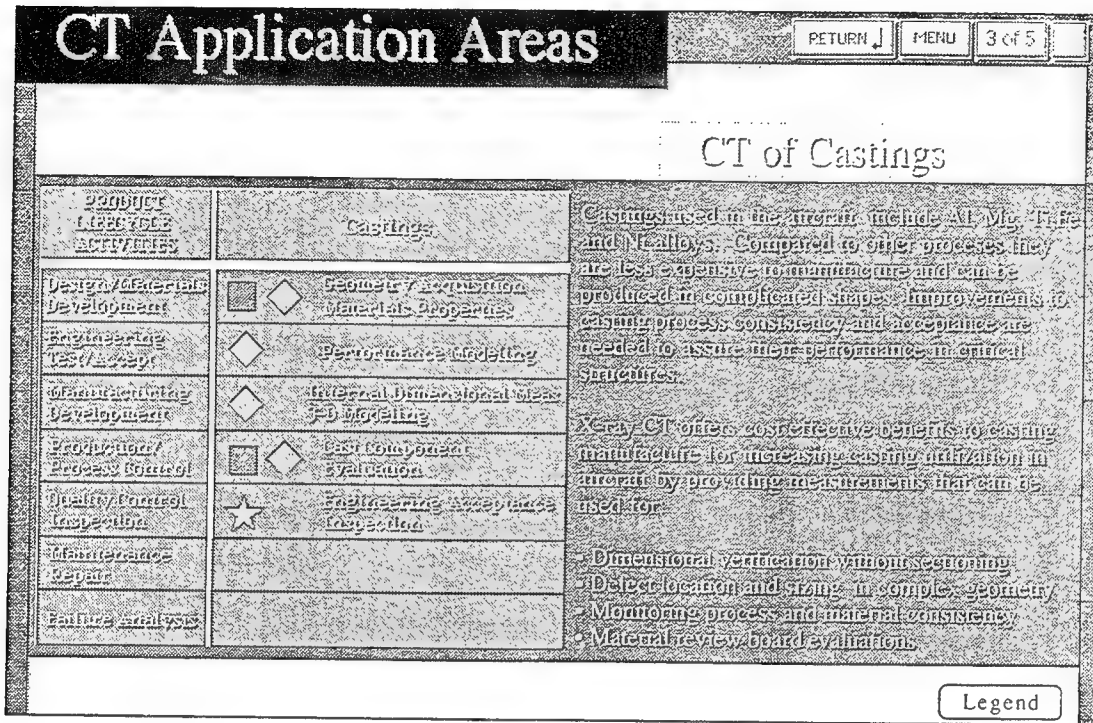 CT Application Areas
RETURN
MENU
3 of 5
CT of Castings
PRODUCT
LIFECYCLE
ACTIVITIES
Castings
Design/Materials
Development
Geometry Acquisition
Materials Properties
Engineering
Test/Accept
Performance Modeling
Manufacturing
Development
Internal Dimensional Meas
3-D Modeling
Production/
Process Control
Cast Component
Evaluation
Quality Control
Inspection
Engineering Acceptance
Inspection
Maintenance
Repair
Failure Analysis
Castings used in the aircraft include Al, Mg, Ti, Fe
and Ni alloys. Compared to other proceses they
are less expensive to manufacture and can be
produced in complicated shapes. Improvements to
casting process consistency and acceptance are
needed to assure their performance in critical
structures.
X-ray CT offers cost effective benefits to casting
manufacture for increasing casting utilization in
aircraft by providing measurements that can be
used for
• Dimensional verification without sectioning
• Defect location and sizing in complex geometry
• Monitoring process and material consistency
• Material review board evaluations
Legend